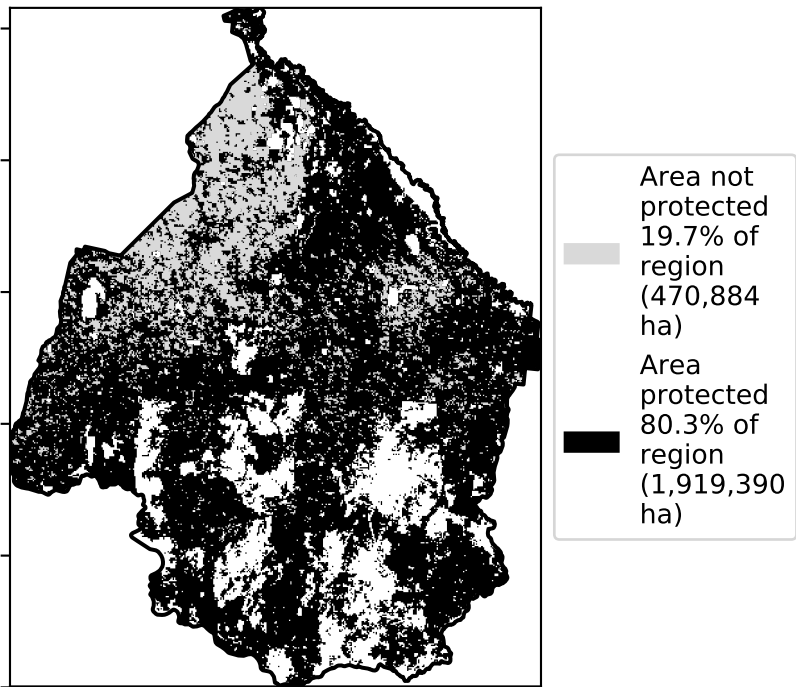 Area not
protected
19.7% of
region
(470,884
ha)
Area
protected
80.3% of
region
(1,919,390
ha)